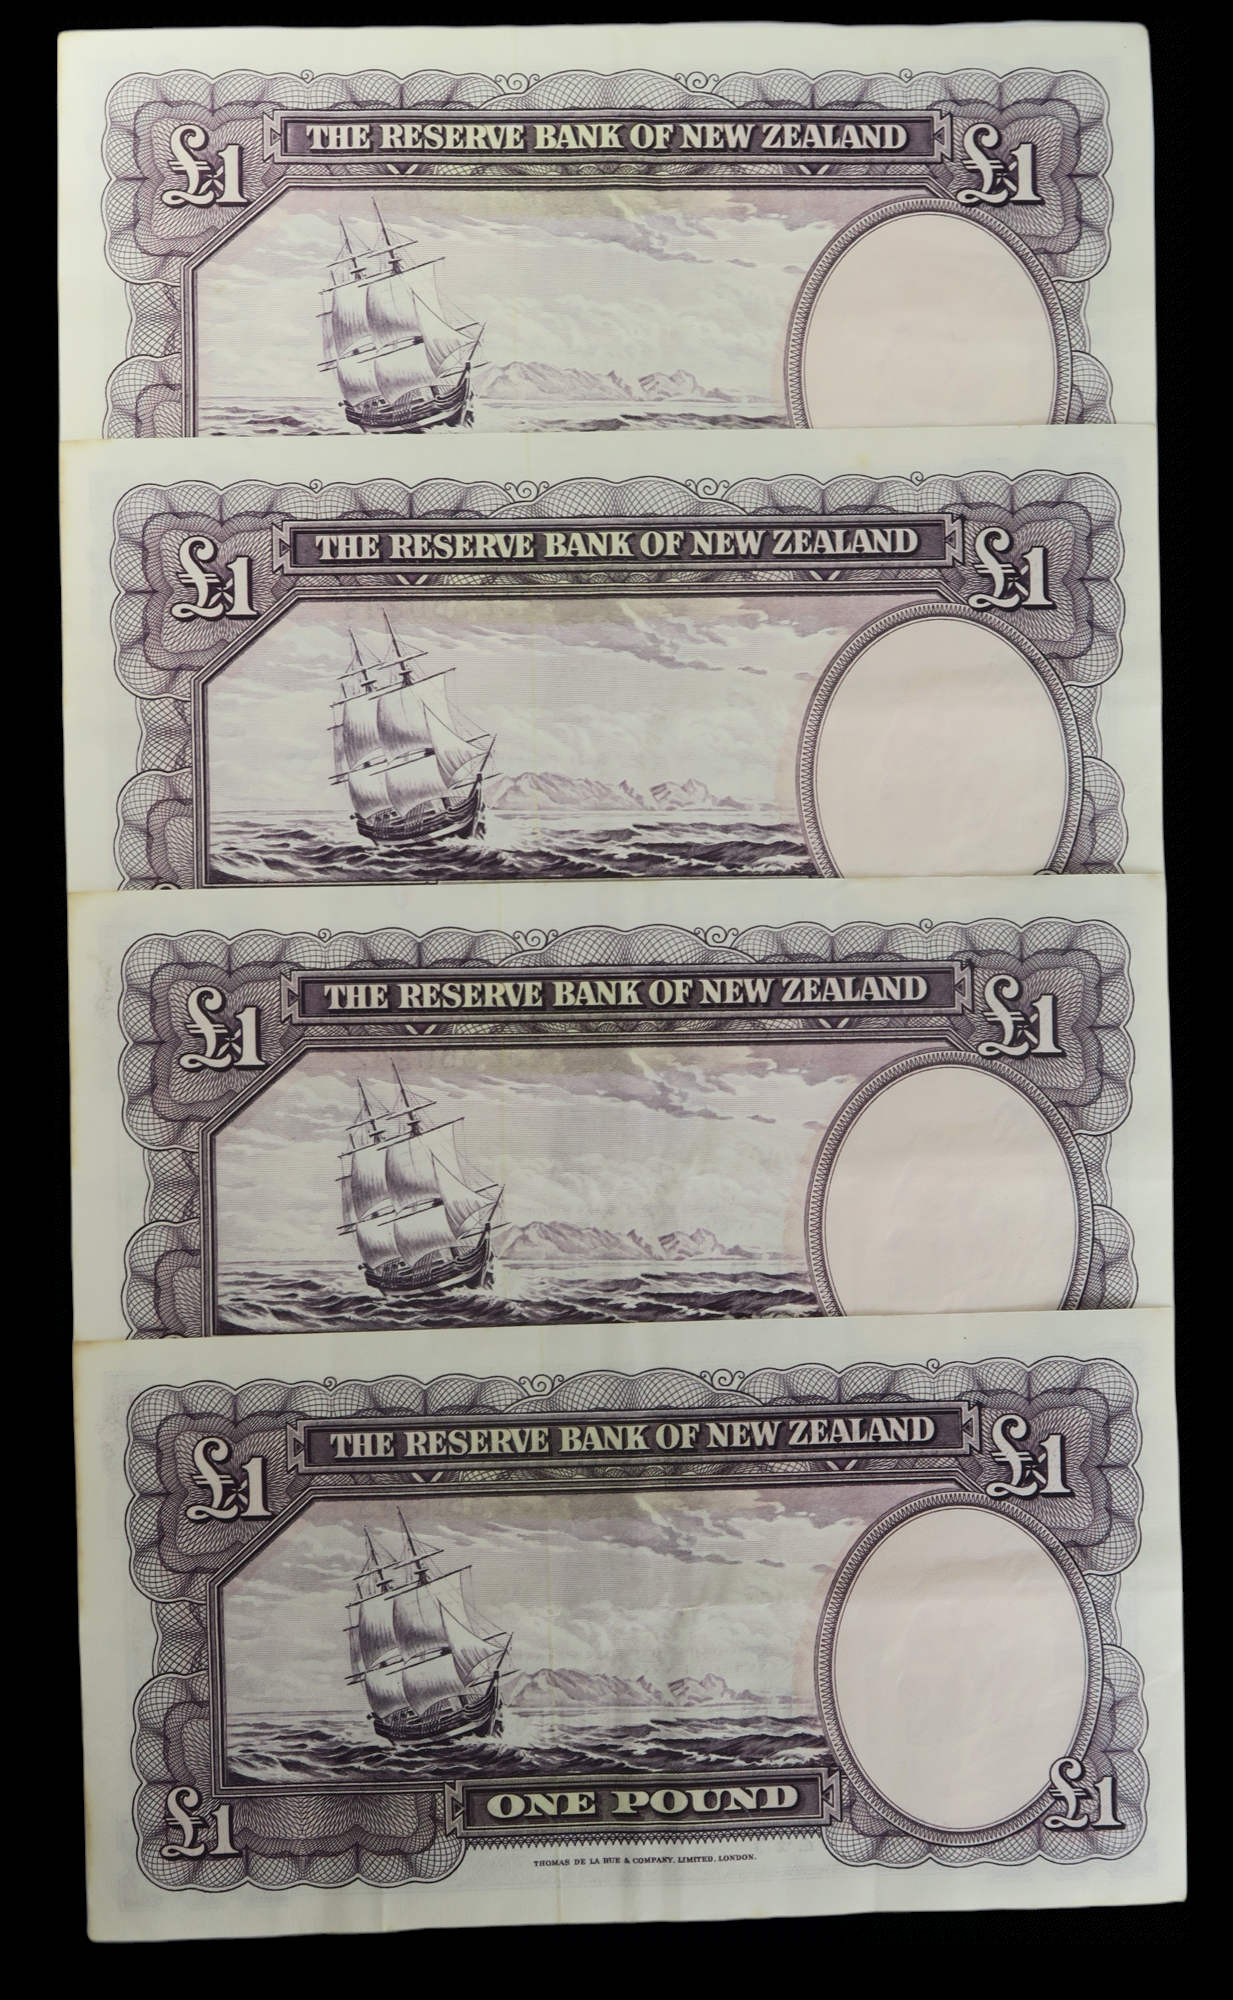 THE RESERVE BANK OF NEW ZEALAND
£1 £1
THE RESERVE BANK OF NEW ZEALAND
£1 £1
THE RESERVE BANK OF NEW ZEALAND
£1 £1
THE RESERVE BANK OF NEW ZEALAND
£1 £1
£1 ONE POUND £1
THOMAS DE LA RUE & COMPANY, LIMITED, LONDON.